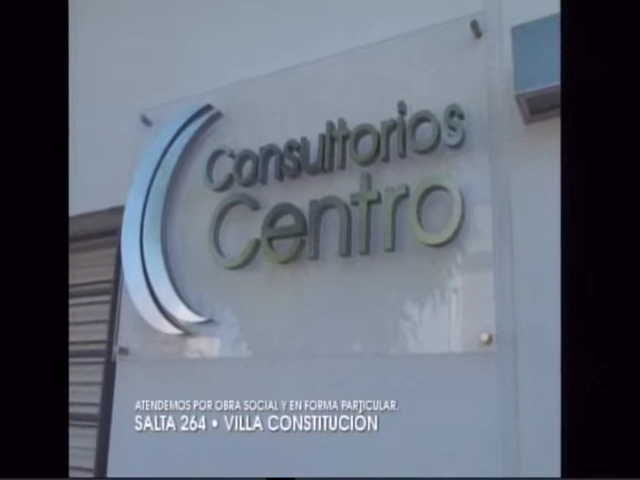 Consultorios
Centro
ATENDEMOS POR OBRA SOCIAL Y EN FORMA PARTICULAR.
SALTA 264 • VILLA CONSTITUCIÓN